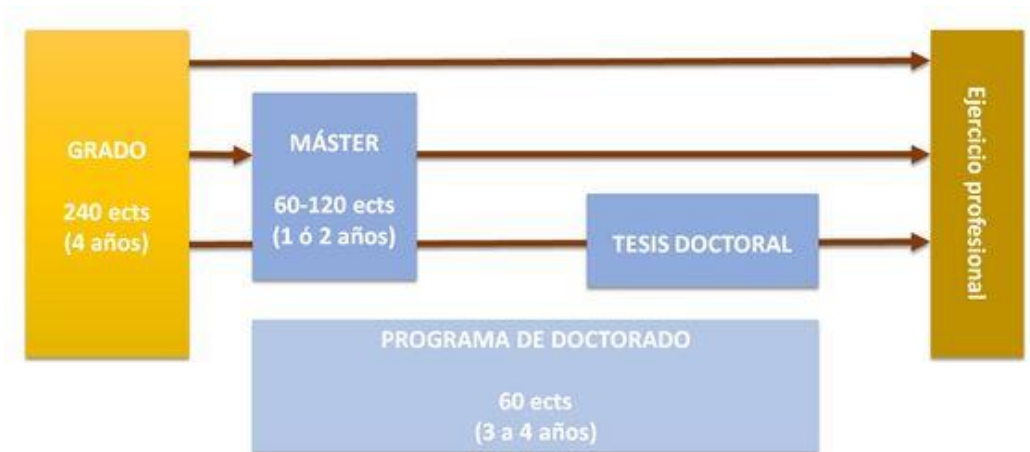 GRADO
240 ects
(4 años)
MÁSTER
60-120 ects
(1 ó 2 años)
TESIS DOCTORAL
Ejercicio profesional
PROGRAMA DE DOCTORADO
60 ects
(3 a 4 años)